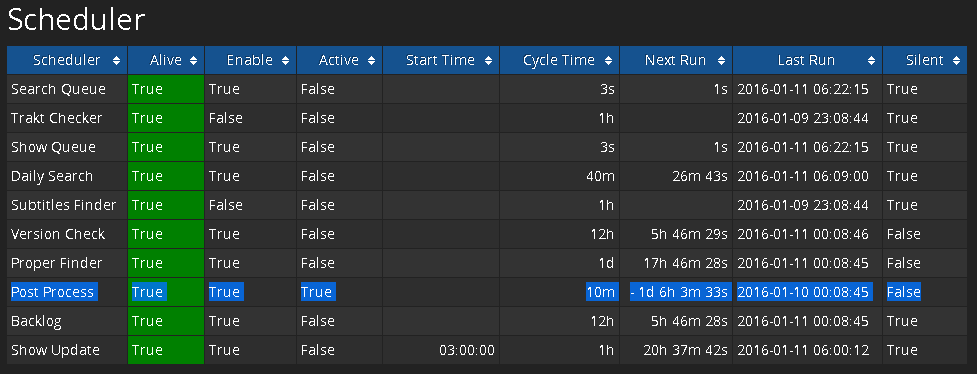 Scheduler
Scheduler Alive Enable Active Start Time Cycle Time Next Run Last Run Silent
Search Queue True True False 3s 1s 2016-01-11 06:22:15 True
Trakt Checker True False False 1h 2016-01-09 23:08:44 True
Show Queue True True False 3s 1s 2016-01-11 06:22:15 True
Daily Search True True False 40m 26m 43s 2016-01-11 06:09:00 True
Subtitles Finder True False False 1h 2016-01-09 23:08:44 True
Version Check True True False 12h 5h 46m 29s 2016-01-11 00:08:46 False
Proper Finder True True False 1d 17h 46m 28s 2016-01-11 00:08:45 False
Post Process True True True 10m - 1d 6h 3m 33s 2016-01-10 00:08:45 False
Backlog True True False 12h 5h 46m 28s 2016-01-11 00:08:45 True
Show Update True True False 03:00:00 1h 20h 37m 42s 2016-01-11 06:00:12 True